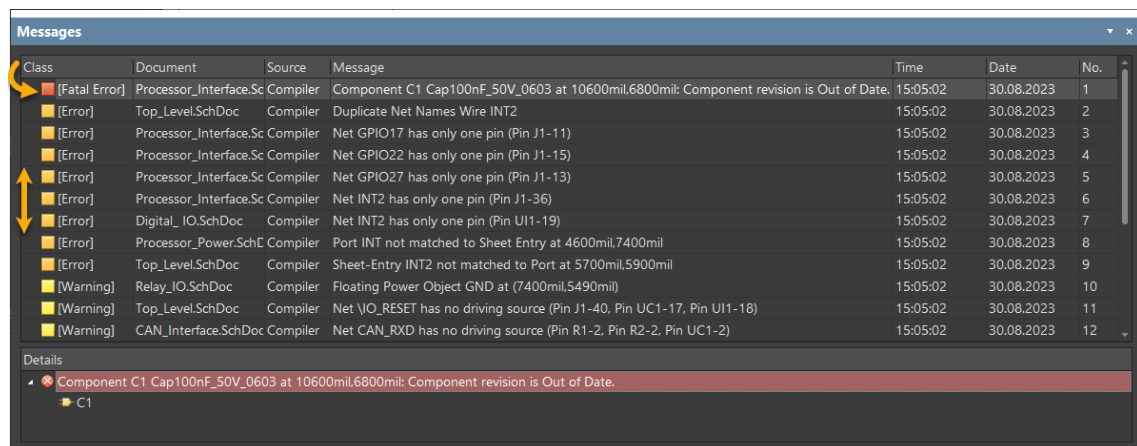 Messages
Class Document Source Message Time Date No.
[Fatal Error] Processor_Interface.Sc Compiler Component C1 Cap100nF_50V_0603 at 10600mil,6800mil: Component revision is Out of Date. 15:05:02 30.08.2023 1
[Error] Top_Level.SchDoc Compiler Duplicate Net Names Wire INT2 15:05:02 30.08.2023 2
[Error] Processor_Interface.Sc Compiler Net GPIO17 has only one pin (Pin J1-11) 15:05:02 30.08.2023 3
[Error] Processor_Interface.Sc Compiler Net GPIO22 has only one pin (Pin J1-15) 15:05:02 30.08.2023 4
[Error] Processor_Interface.Sc Compiler Net GPIO27 has only one pin (Pin J1-13) 15:05:02 30.08.2023 5
[Error] Processor_Interface.Sc Compiler Net INT2 has only one pin (Pin J1-36) 15:05:02 30.08.2023 6
[Error] Digital_ IO.SchDoc Compiler Net INT2 has only one pin (Pin UI1-19) 15:05:02 30.08.2023 7
[Error] Processor_Power.SchD Compiler Port INT not matched to Sheet Entry at 4600mil,7400mil 15:05:02 30.08.2023 8
[Error] Top_Level.SchDoc Compiler Sheet-Entry INT2 not matched to Port at 5700mil,5900mil 15:05:02 30.08.2023 9
[Warning] Relay_IO.SchDoc Compiler Floating Power Object GND at (7400mil,5490mil) 15:05:02 30.08.2023 10
[Warning] Top_Level.SchDoc Compiler Net \IO_RESET has no driving source (Pin J1-40, Pin UC1-17, Pin UI1-18) 15:05:02 30.08.2023 11
[Warning] CAN_Interface.SchDoc Compiler Net CAN_RXD has no driving source (Pin R1-2, Pin R2-2, Pin UC1-2) 15:05:02 30.08.2023 12
Details
Component C1 Cap100nF_50V_0603 at 10600mil,6800mil: Component revision is Out of Date.
C1